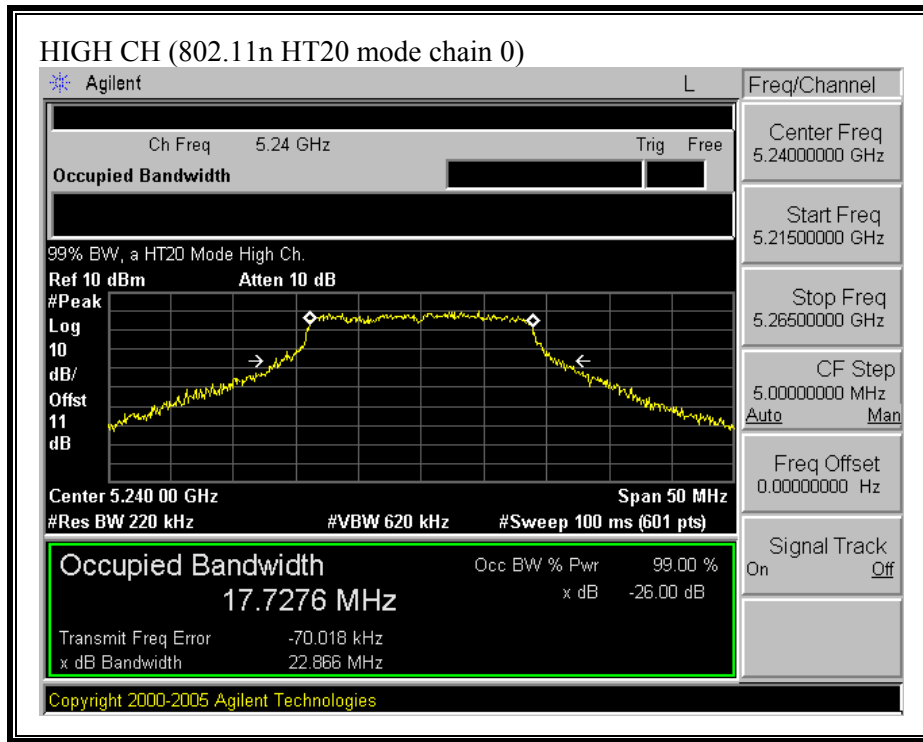 HIGH CH (802.11n HT20 mode chain 0)
Agilent L
Ch Freq 5.24 GHz Trig Free
Occupied Bandwidth
99% BW, a HT20 Mode High Ch.
Ref 10 dBm Atten 10 dB
#Peak
Log
10
dB/
Offst
11
dB
Center 5.240 00 GHz Span 50 MHz
#Res BW 220 kHz #VBW 620 kHz #Sweep 100 ms (601 pts)
Occupied Bandwidth Occ BW % Pwr 99.00 %
17.7276 MHz x dB -26.00 dB
Transmit Freq Error -70.018 kHz
x dB Bandwidth 22.866 MHz
Copyright 2000-2005 Agilent Technologies
Freq/Channel
Center Freq
5.24000000 GHz
Start Freq
5.21500000 GHz
Stop Freq
5.26500000 GHz
CF Step
5.00000000 MHz
Auto Man
Freq Offset
0.00000000 Hz
Signal Track
On Off